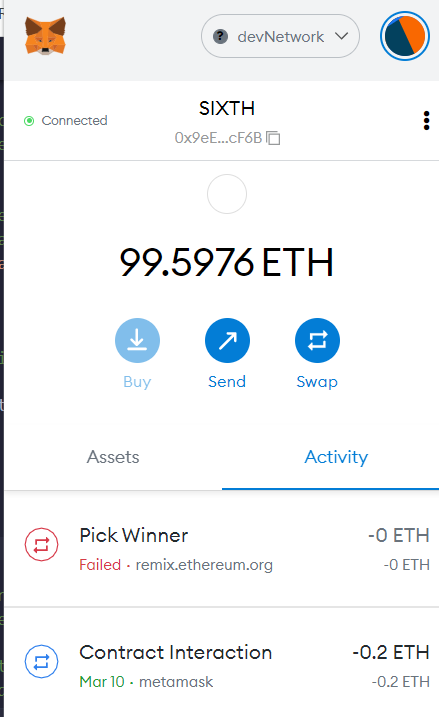 devNetwork
SIXTH
Connected
0x9eE...cF6B
99.5976 ETH
Buy Send Swap
Assets Activity
Pick Winner -0 ETH
Failed · remix.ethereum.org -0 ETH
Contract Interaction -0.2 ETH
Mar 10 · metamask -0.2 ETH